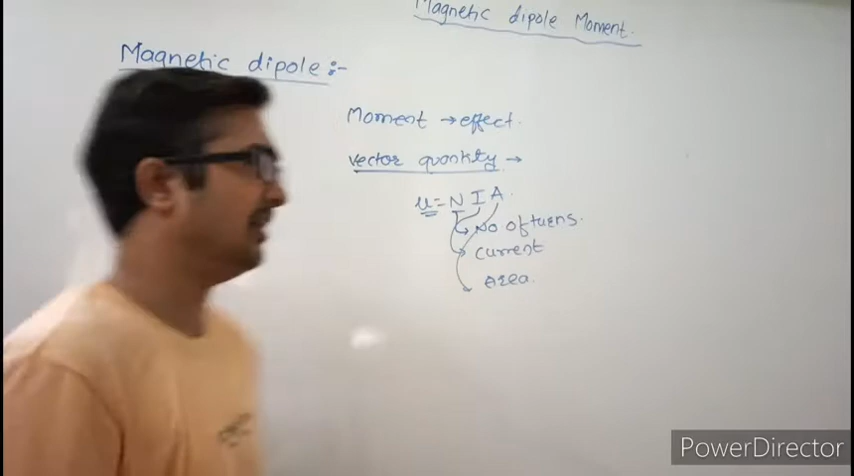 Magnetic dipole Moment.
Magnetic dipole :-
Moment → effect.
vector quantity →
μ = N I A.
No of turns.
current
Area.
PowerDirector